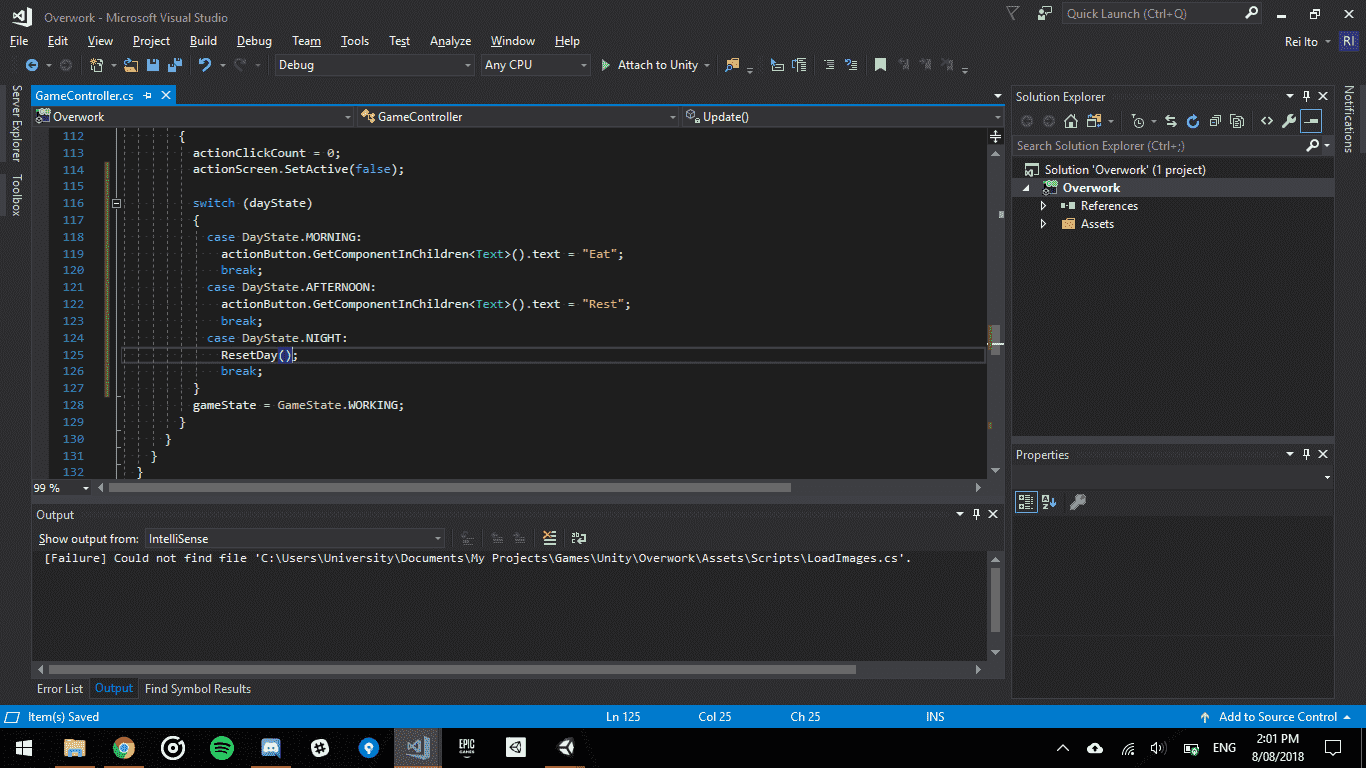 Overwork - Microsoft Visual Studio
Quick Launch (Ctrl+Q)
File Edit View Project Build Debug Team Tools Test Analyze Window Help
Rei Ito RI
Debug Any CPU Attach to Unity
Server Explorer
Toolbox
GameController.cs
Overwork GameController Update()
112 {
113 actionClickCount = 0;
114 actionScreen.SetActive(false);
115
116 switch (dayState)
117 {
118 case DayState.MORNING:
119 actionButton.GetComponentInChildren<Text>().text = "Eat";
120 break;
121 case DayState.AFTERNOON:
122 actionButton.GetComponentInChildren<Text>().text = "Rest";
123 break;
124 case DayState.NIGHT:
125 ResetDay();
126 break;
127 }
128 gameState = GameState.WORKING;
129 }
130 }
131 }
132 }
99 %
Output
Show output from: IntelliSense
[Failure] Could not find file 'C:\Users\University\Documents\My Projects\Games\Unity\Overwork\Assets\Scripts\LoadImages.cs'.
Error List Output Find Symbol Results
Solution Explorer
Search Solution Explorer (Ctrl+;)
Solution 'Overwork' (1 project)
Overwork
References
Assets
Properties
Notifications
Item(s) Saved Ln 125 Col 25 Ch 25 INS Add to Source Control
EPIC GAMES
ENG
2:01 PM
8/08/2018